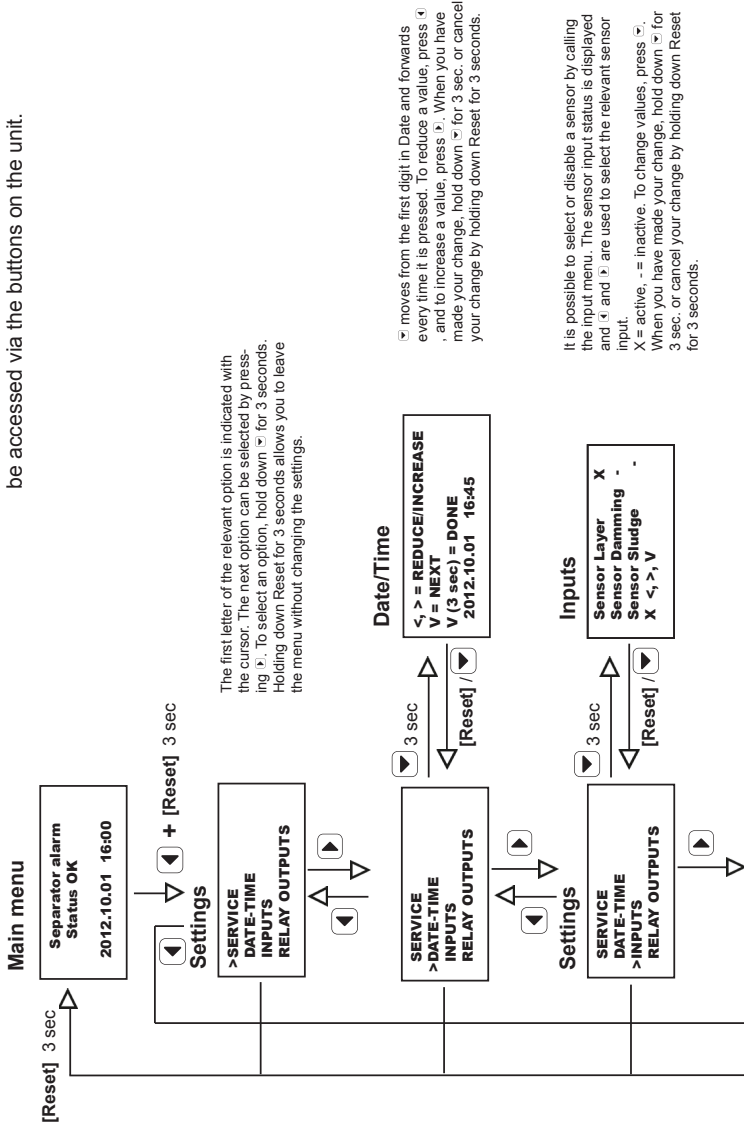 be accessed via the buttons on the unit.
Main menu
[Reset] 3 sec
Separator alarm
Status OK
2012.10.01 16:00
◄ + [Reset] 3 sec
◄
Settings
>SERVICE
DATE-TIME
INPUTS
RELAY OUTPUTS
The first letter of the relevant option is indicated with
the cursor. The next option can be selected by press-
ing ►. To select an option, hold down ▼ for 3 seconds.
Holding down Reset for 3 seconds allows you to leave
the menu without changing the settings.
◄ ►
SERVICE
>DATE-TIME
INPUTS
RELAY OUTPUTS
▼ 3 sec
[Reset] / ▼
Date/Time
<, > = REDUCE/INCREASE
V = NEXT
V (3 sec) = DONE
2012.10.01 16:45
▼ moves from the first digit in Date and forwards
every time it is pressed. To reduce a value, press ◄
, and to increase a value, press ►. When you have
made your change, hold down ▼ for 3 sec. or cancel
your change by holding down Reset for 3 seconds.
◄ ►
Settings
SERVICE
DATE-TIME
>INPUTS
RELAY OUTPUTS
▼ 3 sec
[Reset] / ▼
Inputs
Sensor Layer X
Sensor Damming -
Sensor Sludge -
X <, >, V
It is possible to select or disable a sensor by calling
the input menu. The sensor input status is displayed
and ◄ and ► are used to select the relevant sensor
input.
X = active, - = inactive. To change values, press ▼.
When you have made your change, hold down ▼ for
3 sec. or cancel your change by holding down Reset
for 3 seconds.
►